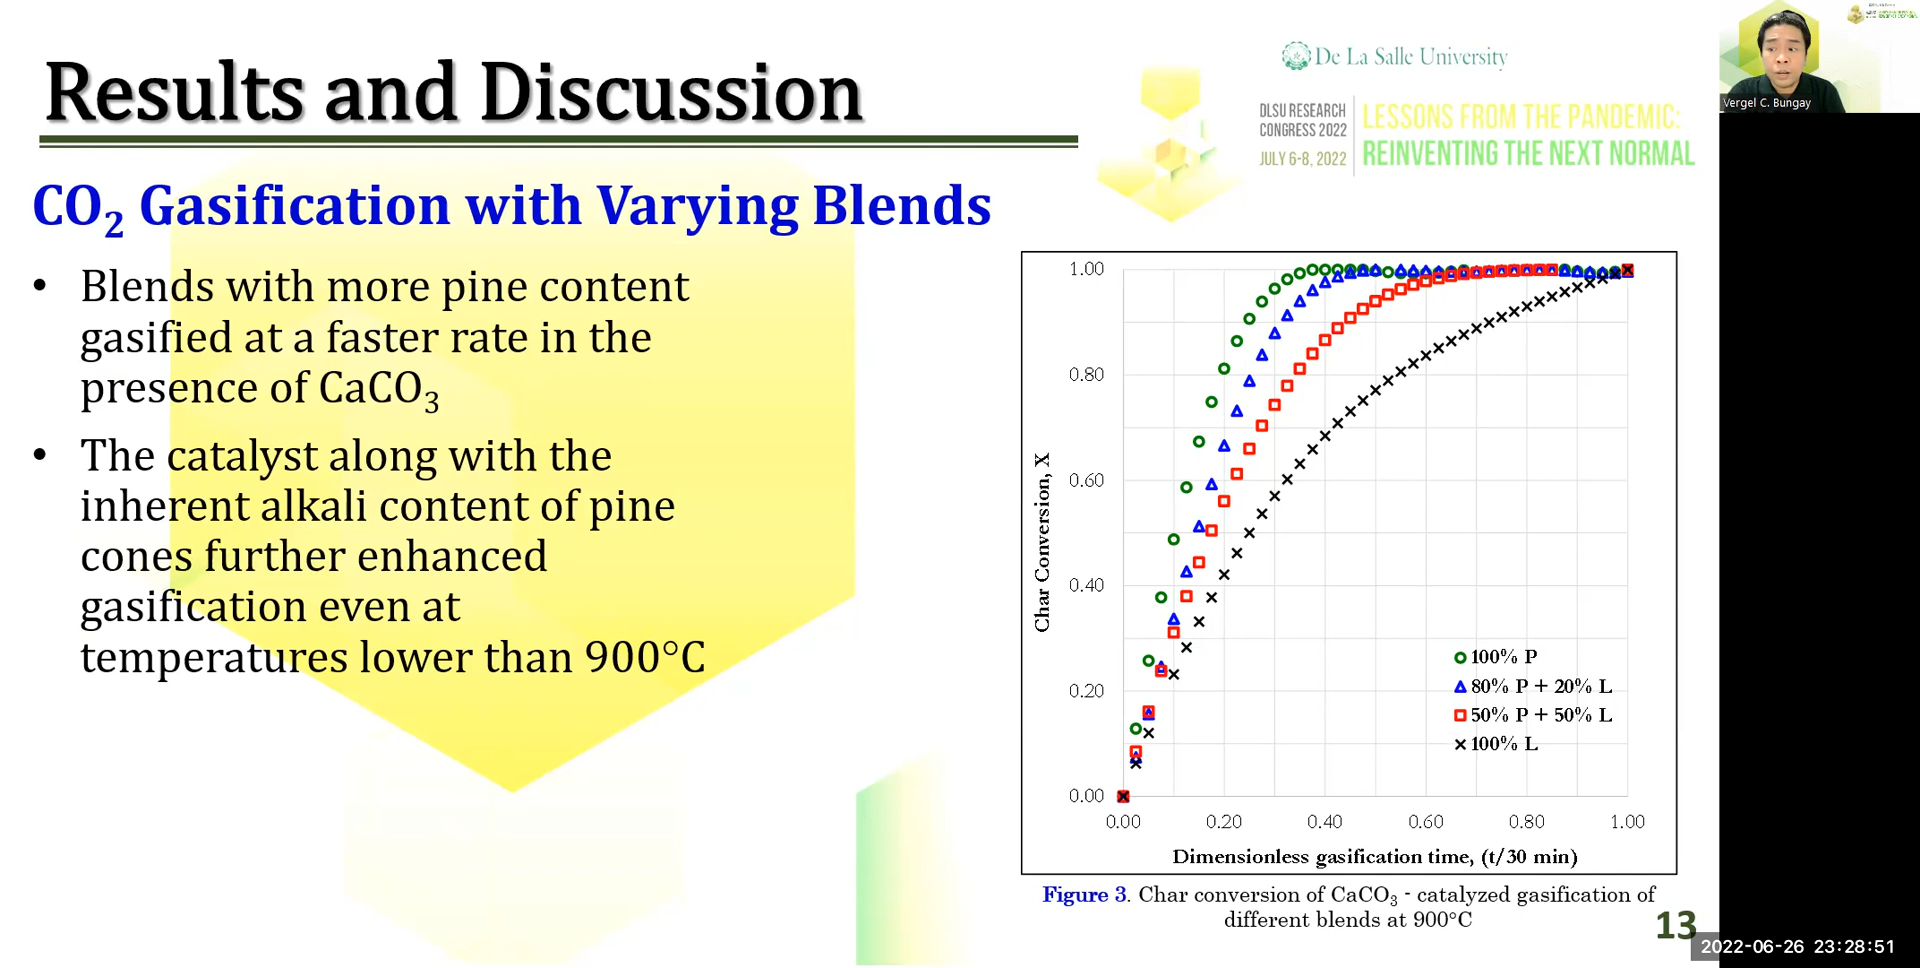 Results and Discussion
De La Salle University
DLSU RESEARCH
CONGRESS 2022
JULY 6-8, 2022
LESSONS FROM THE PANDEMIC:
REINVENTING THE NEXT NORMAL
Vergel C. Bungay
CO₂ Gasification with Varying Blends
• Blends with more pine content
gasified at a faster rate in the
presence of CaCO₃
• The catalyst along with the
inherent alkali content of pine
cones further enhanced
gasification even at
temperatures lower than 900°C
Char Conversion, X
1.00
0.80
0.60
0.40
0.20
0.00
100% P
80% P + 20% L
50% P + 50% L
100% L
0.00 0.20 0.40 0.60 0.80 1.00
Dimensionless gasification time, (t/30 min)
Figure 3. Char conversion of CaCO₃ - catalyzed gasification of
different blends at 900°C
13
2022-06-26 23:28:51